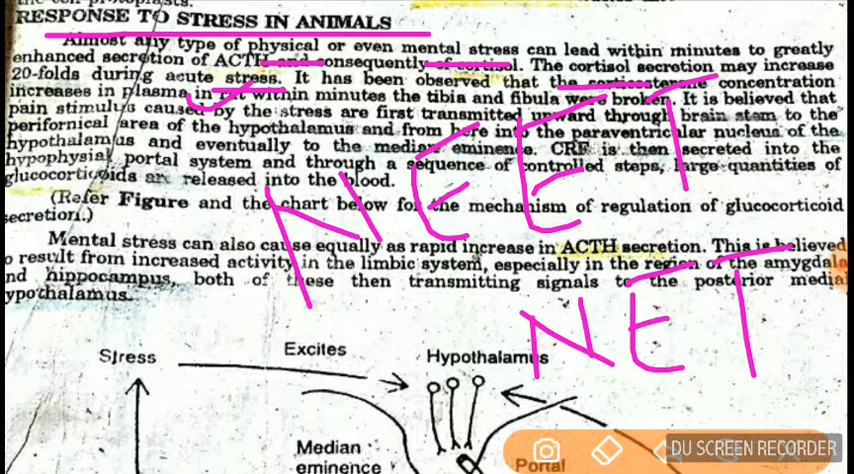 RESPONSE TO STRESS IN ANIMALS
Almost any type of physical or even mental stress can lead within minutes to greatly
enhanced secretion of ACTH and consequently of cortisol. The cortisol secretion may increase
20-folds during acute stress. It has been observed that the corticosterone concentration
increases in plasma in rat within minutes the tibia and fibula were broken. It is believed that
pain stimulus caused by the stress are first transmitted upward through brain stem to the
perifornical area of the hypothalamus and from here into the paraventricular nucleus of the
hypothalamus and eventually to the median eminence. CRF is then secreted into the
hypophysial portal system and through a sequence of controlled steps, large quantities of
glucocorticoids are released into the blood.
(Refer Figure and the chart below for the mechanism of regulation of glucocorticoid
secretion.)
Mental stress can also cause equally as rapid increase in ACTH secretion. This is believed
o result from increased activity in the limbic system, especially in the region of the amygdala
nd hippocampus, both of these then transmitting signals to the posterior medial
ypothalamus.
NEET
NET
Stress Excites Hypothalamus
Median
eminence
Portal
DU SCREEN RECORDER